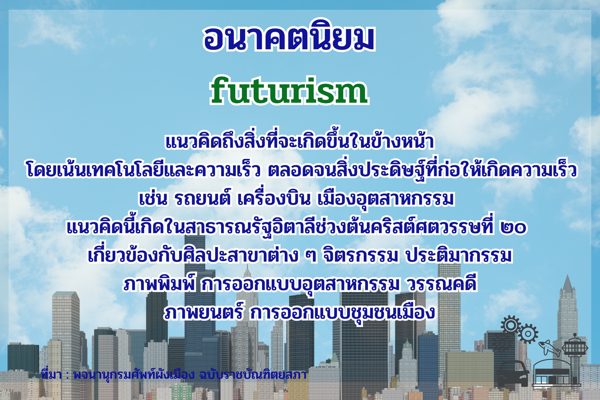 อนาคตนิยม
futurism
แนวคิดถึงสิ่งที่จะเกิดขึ้นในข้างหน้า
โดยเน้นเทคโนโลยีและความเร็ว ตลอดจนสิ่งประดิษฐ์ที่ก่อให้เกิดความเร็ว
เช่น รถยนต์ เครื่องบิน เมืองอุตสาหกรรม
แนวคิดนี้เกิดในสาธารณรัฐอิตาลีช่วงต้นคริสต์ศตวรรษที่ ๒๐
เกี่ยวข้องกับศิลปะสาขาต่าง ๆ จิตรกรรม ประติมากรรม
ภาพพิมพ์ การออกแบบอุตสาหกรรม วรรณคดี
ภาพยนตร์ การออกแบบชุมชนเมือง
ที่มา : พจนานุกรมศัพท์ผังเมือง ฉบับราชบัณฑิตยสภา